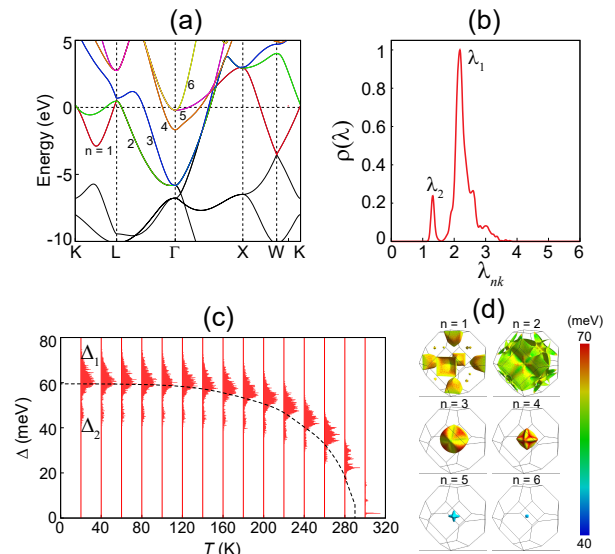 (a)
5
0
-5
-10
Energy (eV)
K
L
Γ
X
W
K
n = 1
2
3
4
5
6
(b)
1
0.8
0.6
0.4
0.2
0
ρ(λ)
λ₁
λ₂
0 1 2 3 4 5 6
λₙₖ
(c)
80
60
40
20
0
Δ (meV)
Δ₁
Δ₂
0 40 80 120 160 200 240 280 320
T (K)
(d)
(meV)
70
40
n = 1
n = 2
n = 3
n = 4
n = 5
n = 6